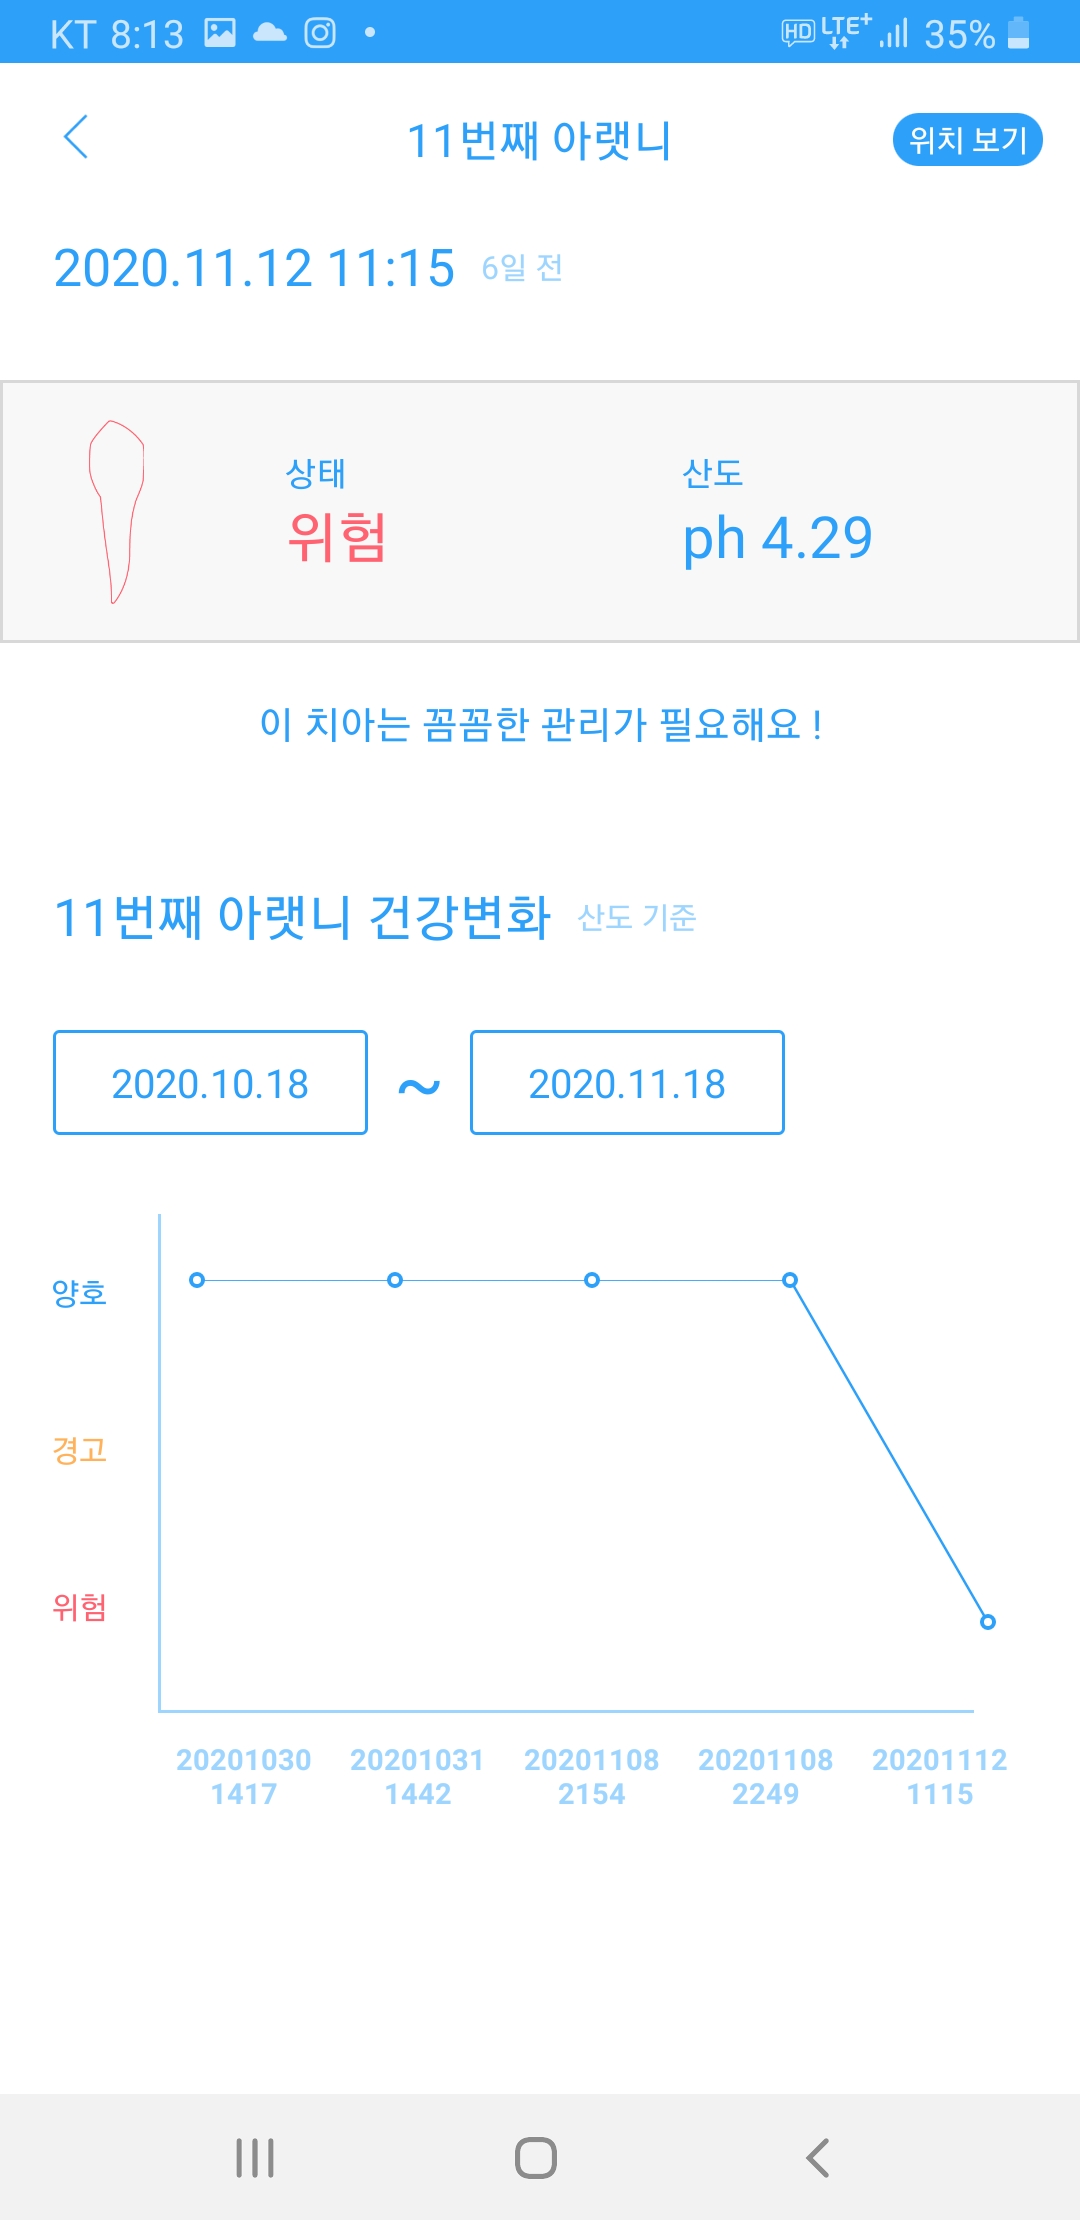 KT 8:13
HD LTE+ 35%
11번째 아랫니
위치 보기
2020.11.12 11:15 6일 전
상태
산도
위험
ph 4.29
이 치아는 꼼꼼한 관리가 필요해요 !
11번째 아랫니 건강변화 산도 기준
2020.10.18 ~ 2020.11.18
양호
경고
위험
20201030 20201031 20201108 20201108 20201112
1417 1442 2154 2249 1115